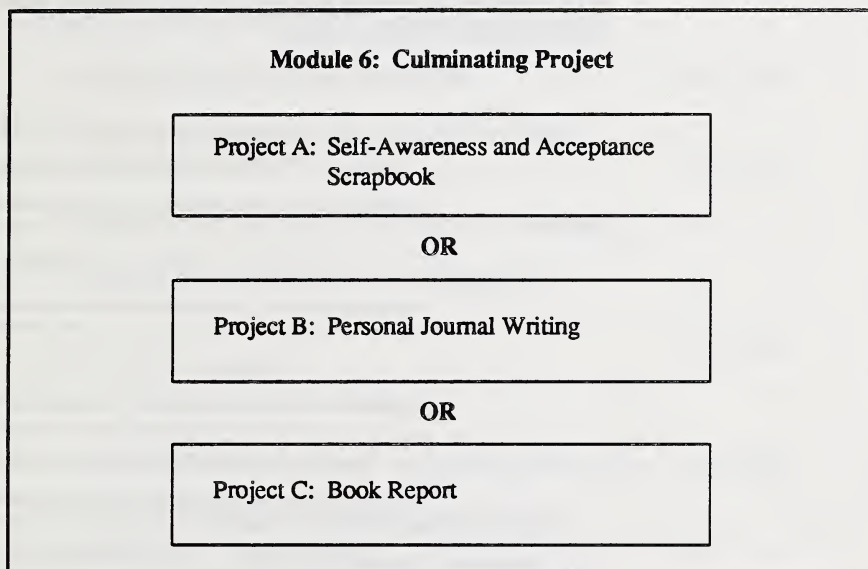 Module 6: Culminating Project
Project A: Self-Awareness and Acceptance
Scrapbook
OR
Project B: Personal Journal Writing
OR
Project C: Book Report